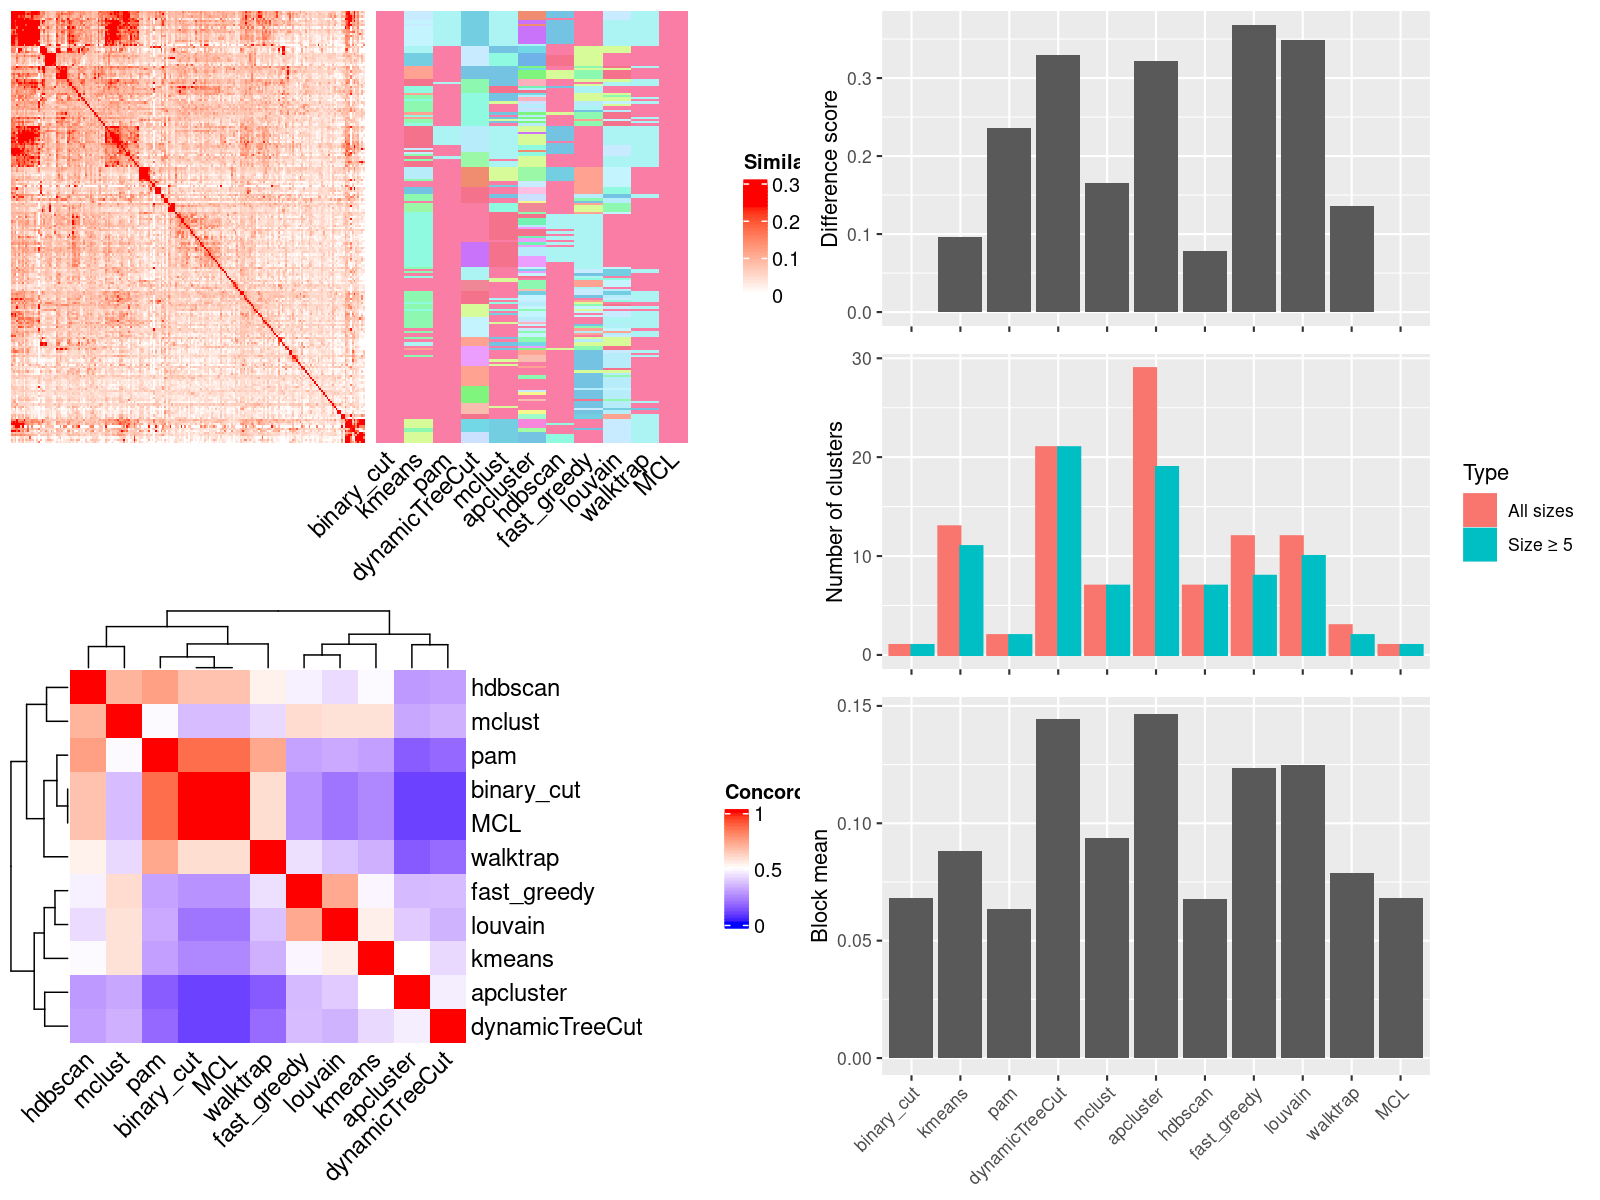 Simila
0.3
0.2
0.1
0
binary_cut
kmeans
pam
dynamicTreeCut
mclust
apcluster
hdbscan
fast_greedy
louvain
walktrap
MCL
hdbscan
mclust
pam
binary_cut
MCL
walktrap
fast_greedy
louvain
kmeans
apcluster
dynamicTreeCut
hdbscan
mclust
pam
binary_cut
MCL
walktrap
fast_greedy
louvain
kmeans
apcluster
dynamicTreeCut
Concord
1
0.5
0
Difference score
0.3
0.2
0.1
0.0
Number of clusters
30
20
10
0
Type
All sizes
Size ≥ 5
Block mean
0.15
0.10
0.05
0.00
binary_cut
kmeans
pam
dynamicTreeCut
mclust
apcluster
hdbscan
fast_greedy
louvain
walktrap
MCL